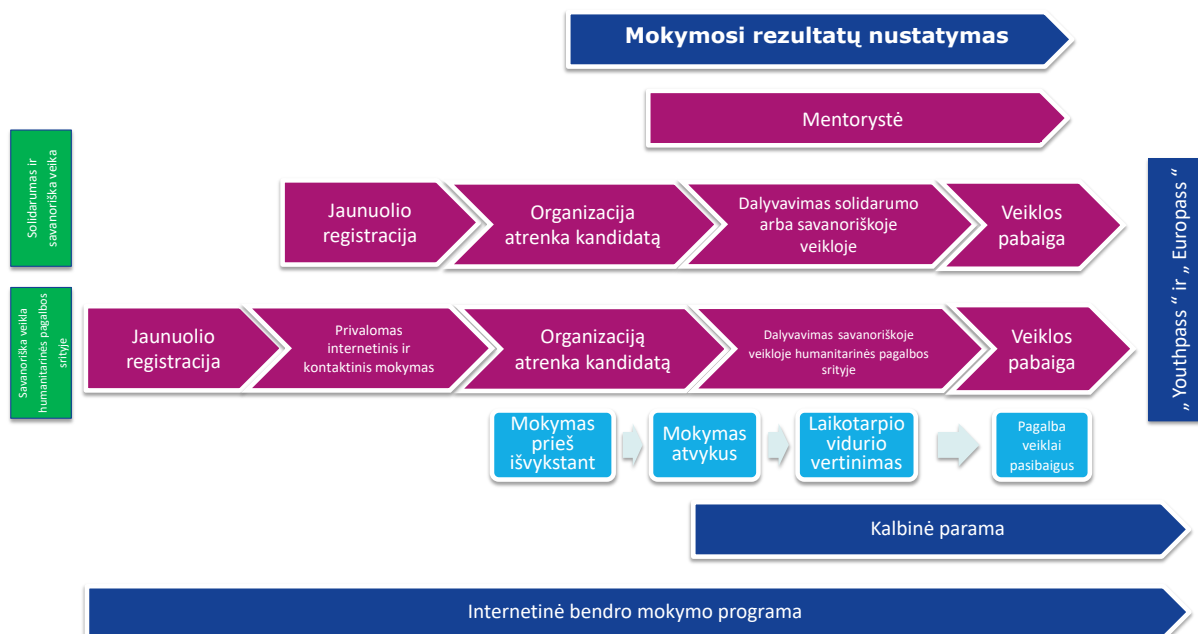 Mokymosi rezultatų nustatymas
Mentorystė
Solidarumas ir
savanoriška veika
Jaunuolio
registracija
Organizacija
atrenka kandidatą
Dalyvavimas solidarumo
arba savanoriškoje
veikloje
Veiklos
pabaiga
Savanoriška veikla
humanitarinės pagalbos
srityje
Jaunuolio
registracija
Privalomas
internetinis ir
kontaktinis mokymas
Organizaciją
atrenka kandidatą
Dalyvavimas savanoriškoje
veikloje humanitarinės pagalbos
srityje
Veiklos
pabaiga
„ Youthpass “ ir „ Europass “
Mokymas
prieš
išvykstant
Mokymas
atvykus
Laikotarpio
vidurio
vertinimas
Pagalba
veiklai
pasibaigus
Kalbinė parama
Internetinė bendro mokymo programa